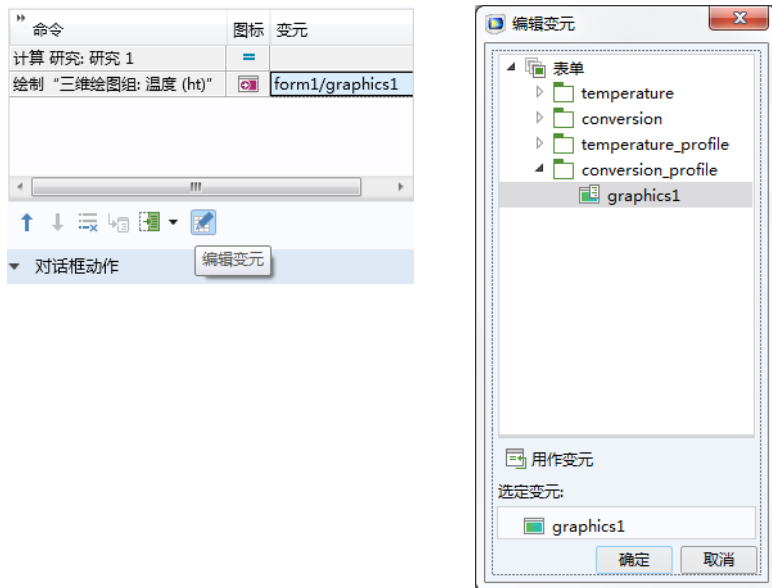 命令 图标 变元
计算 研究: 研究 1
绘制“三维绘图组: 温度 (ht)” form1/graphics1
对话框动作
编辑变元
编辑变元
表单
temperature
conversion
temperature_profile
conversion_profile
graphics1
用作变元
选定变元:
graphics1
确定 取消